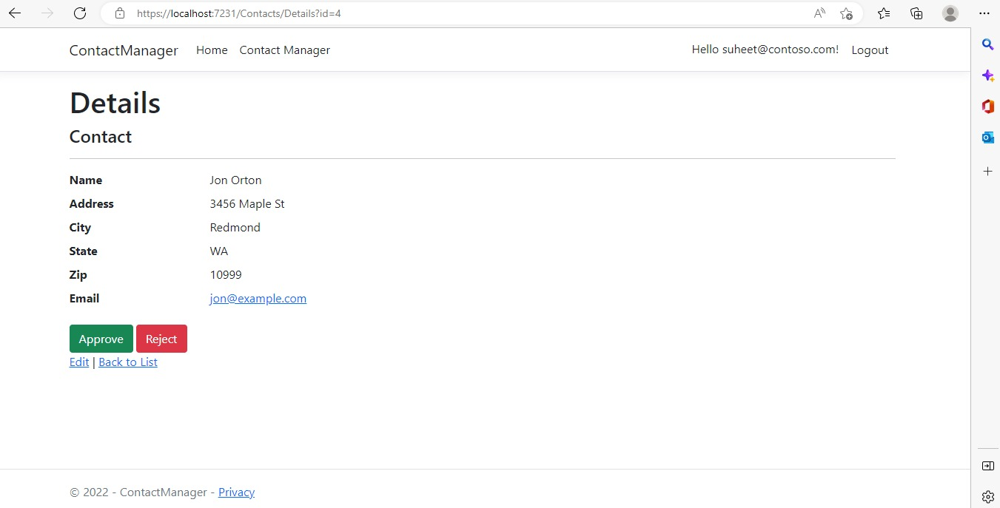 https://localhost:7231/Contacts/Details?id=4
ContactManager Home Contact Manager Hello suheet@contoso.com! Logout
Details
Contact
Name Jon Orton
Address 3456 Maple St
City Redmond
State WA
Zip 10999
Email jon@example.com
Approve Reject
Edit | Back to List
© 2022 - ContactManager - Privacy